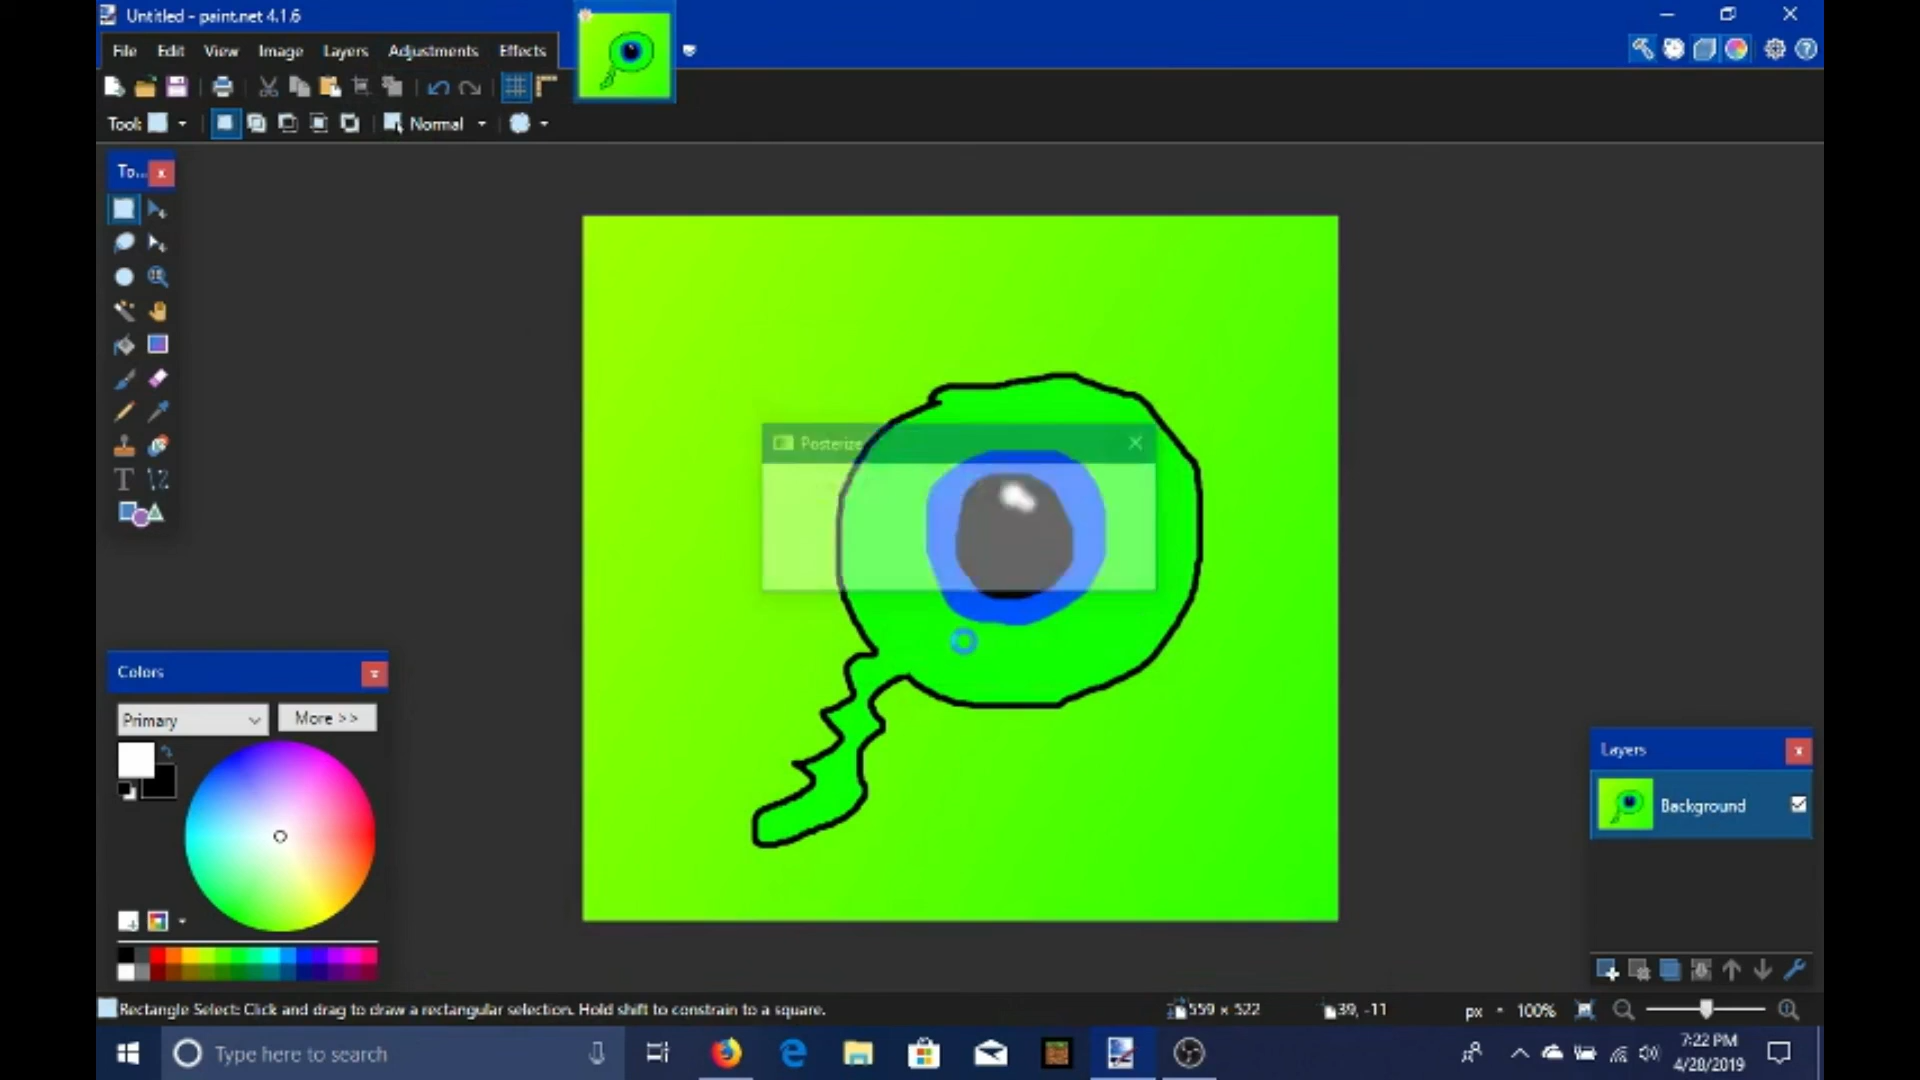 Untitled - paint.net 4.1.6
File Edit View Image Layers Adjustments Effects
Tool: Normal
To...
Posterize
Colors
Primary More >>
Layers
Background
Rectangle Select: Click and drag to draw a rectangular selection. Hold shift to constrain to a square.
559 x 522
39, -11
px 100%
Type here to search
7:22 PM
4/28/2019